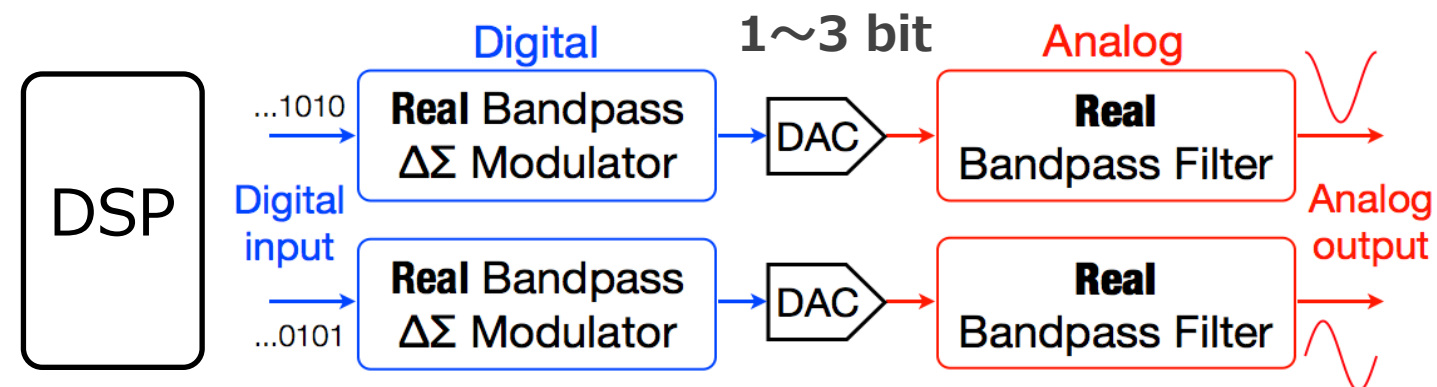 Digital
1～3 bit
Analog
DSP
...1010
Real Bandpass
ΔΣ Modulator
DAC
Real
Bandpass Filter
Digital
input
Analog
output
...0101
Real Bandpass
ΔΣ Modulator
DAC
Real
Bandpass Filter